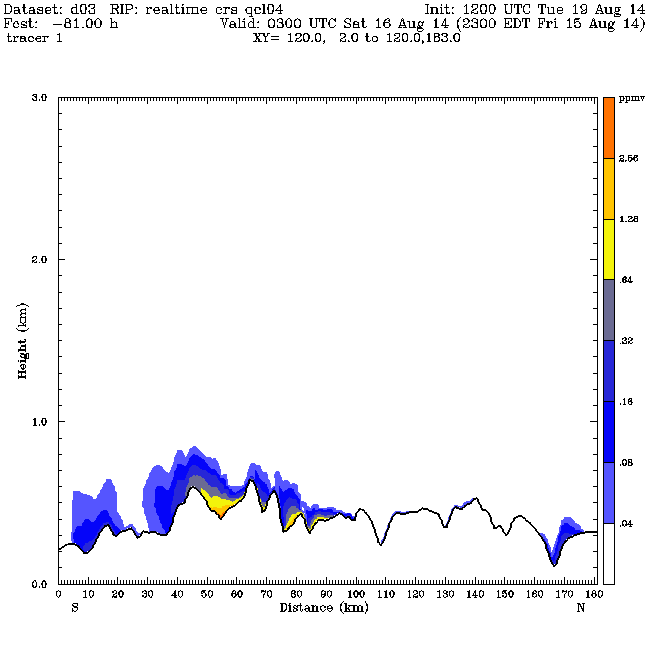 Dataset: d03 RIP: realtime crs qcl04 Init: 1200 UTC Tue 19 Aug 14
Fcst: -81.00 h Valid: 0300 UTC Sat 16 Aug 14 (2300 EDT Fri 15 Aug 14)
tracer 1 XY= 120.0, 2.0 to 120.0,183.0
ppmv
3.0
2.56
1.28
2.0
.64
.32
Height (km)
1.0
.16
.08
.04
0.0
0 10 20 30 40 50 60 70 80 90 100 110 120 130 140 150 160 170 180
S Distance (km) N